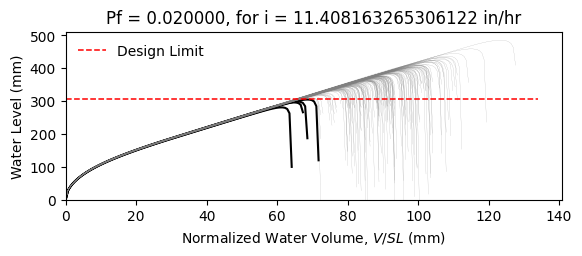 Pf = 0.020000, for i = 11.408163265306122 in/hr
Design Limit
Water Level (mm)
500
400
300
200
100
0
0 20 40 60 80 100 120 140
Normalized Water Volume, V/SL (mm)